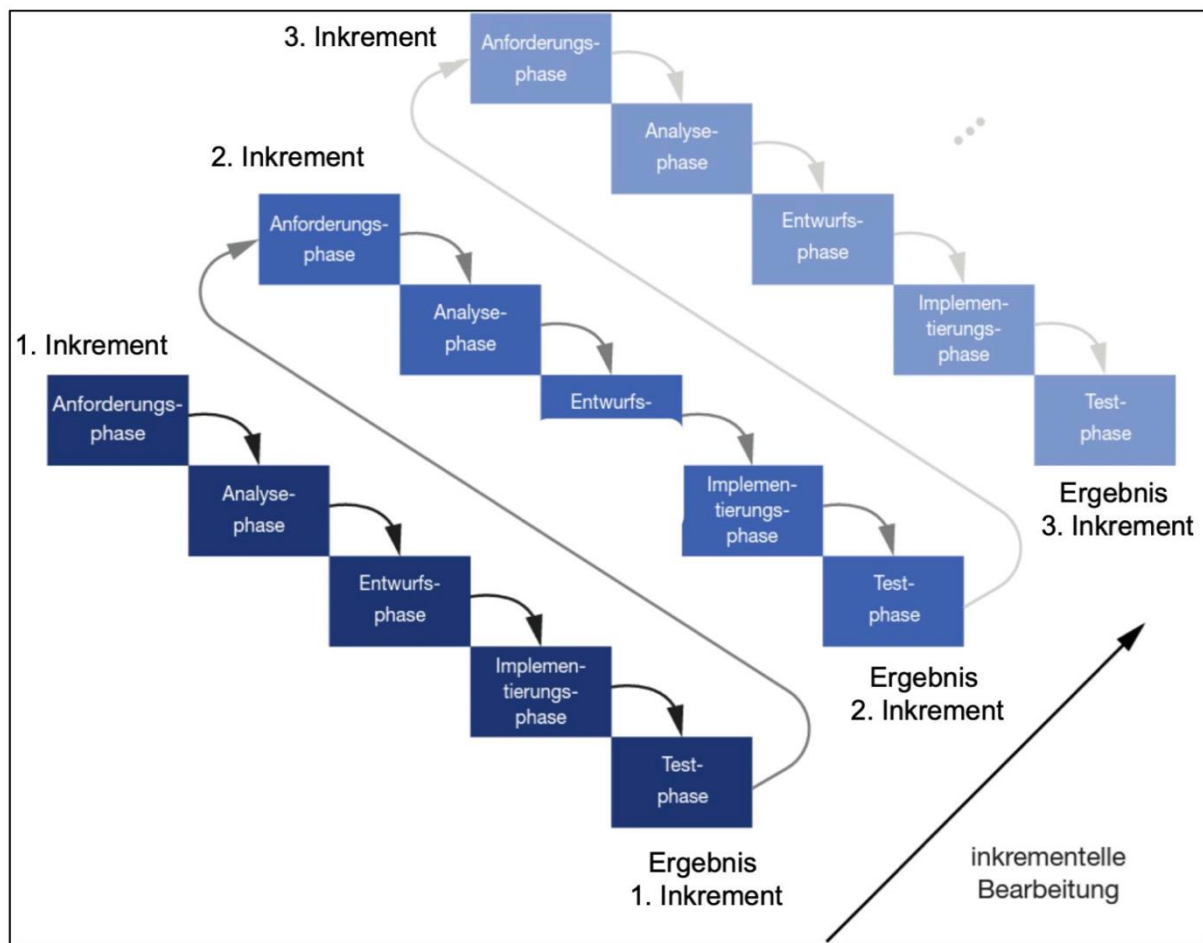 3. Inkrement
Anforderungs-
phase
Analyse-
phase
Entwurfs-
phase
Implemen-
tierungs-
phase
Test-
phase
Ergebnis
3. Inkrement
2. Inkrement
Anforderungs-
phase
Analyse-
phase
Entwurfs-
Implemen-
tierungs-
phase
Test-
phase
Ergebnis
2. Inkrement
1. Inkrement
Anforderungs-
phase
Analyse-
phase
Entwurfs-
phase
Implemen-
tierungs-
phase
Test-
phase
Ergebnis
1. Inkrement
inkrementelle
Bearbeitung